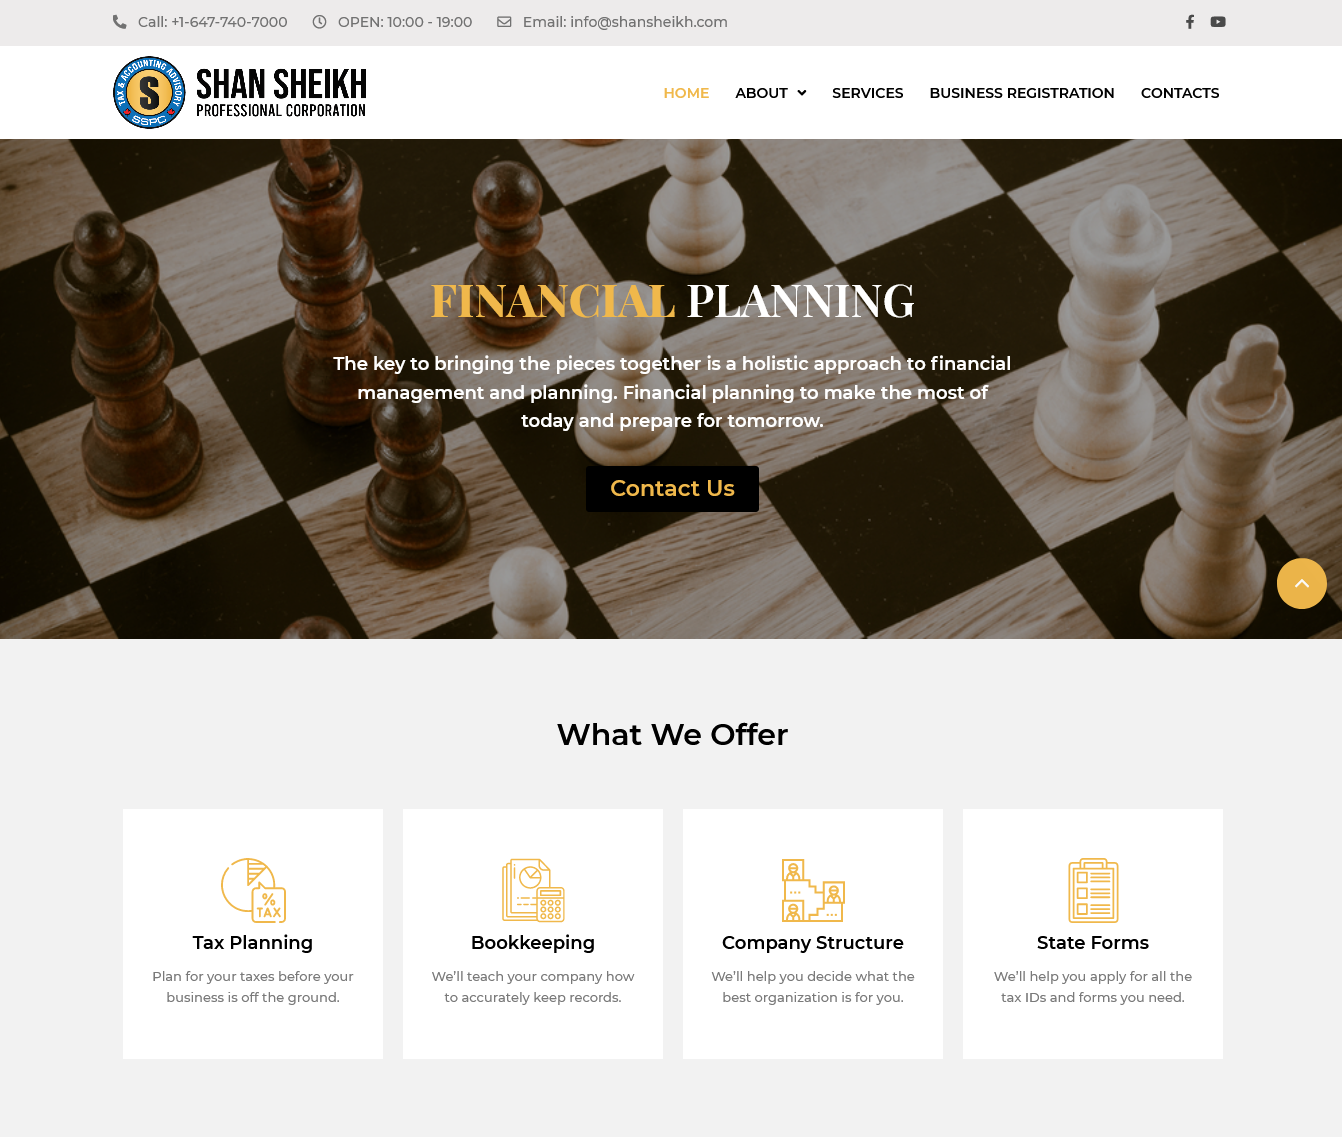 Call: +1-647-740-7000
OPEN: 10:00 - 19:00
Email: info@shansheikh.com
TAX & ACCOUNTING ADVISORY
S
SSPC
SHAN SHEIKH
PROFESSIONAL CORPORATION
HOME
ABOUT
SERVICES
BUSINESS REGISTRATION
CONTACTS
FINANCIAL PLANNING
The key to bringing the pieces together is a holistic approach to financial
management and planning. Financial planning to make the most of
today and prepare for tomorrow.
Contact Us
What We Offer
% TAX
Tax Planning
Plan for your taxes before your
business is off the ground.
Bookkeeping
We’ll teach your company how
to accurately keep records.
Company Structure
We’ll help you decide what the
best organization is for you.
State Forms
We’ll help you apply for all the
tax IDs and forms you need.